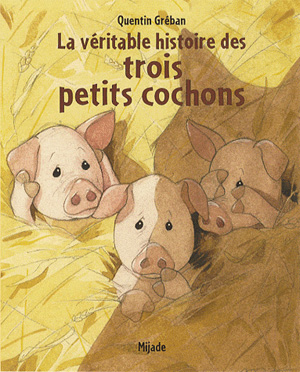 Quentin Gréban
La véritable histoire des
trois
petits cochons
Mijade